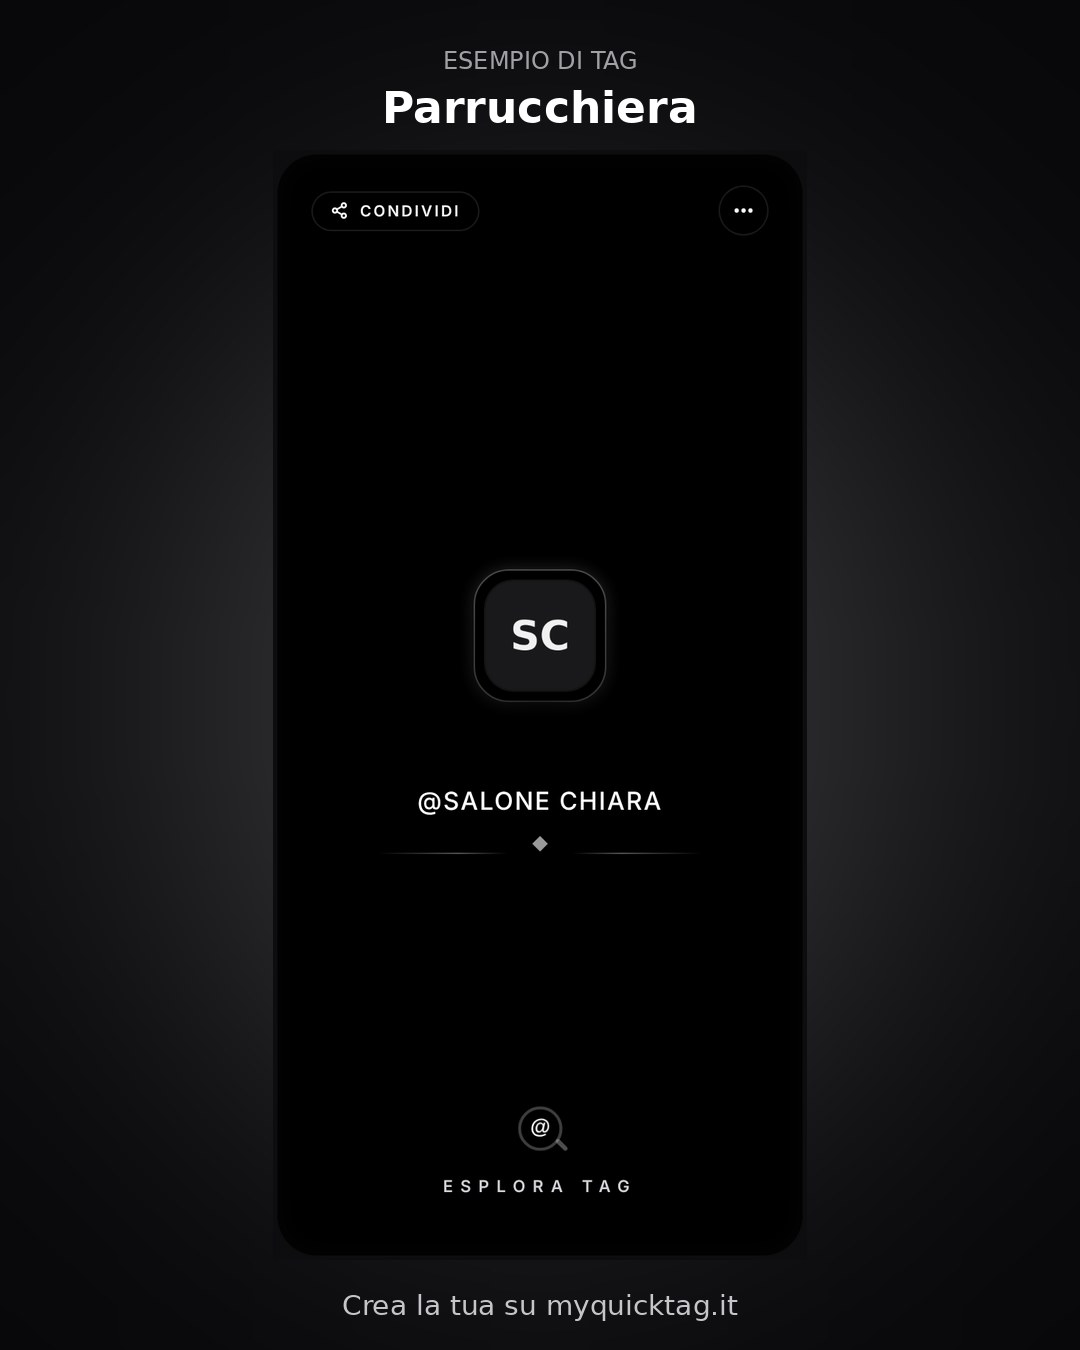 ESEMPIO DI TAG
Parrucchiera
CONDIVIDI
SC
@SALONE CHIARA
@
ESPLORA TAG
Crea la tua su myquicktag.it